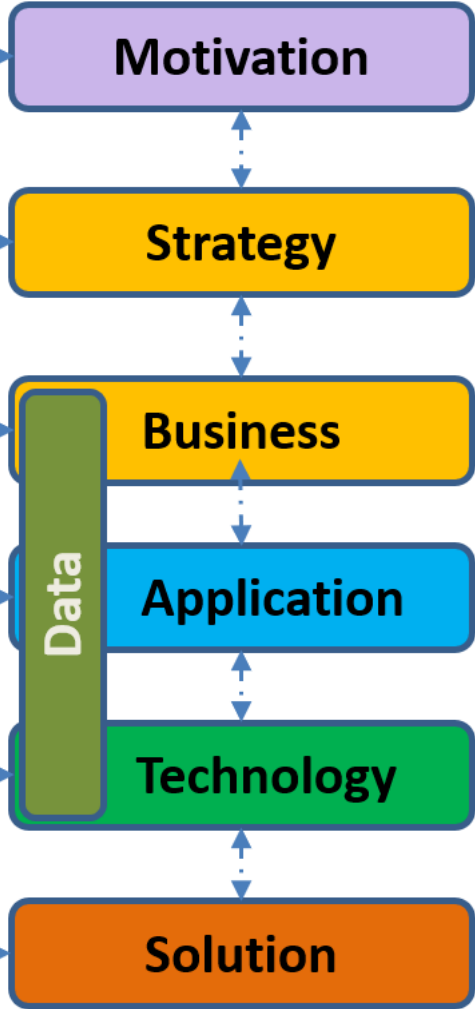 Motivation
Strategy
Business
Data
Application
Technology
Solution